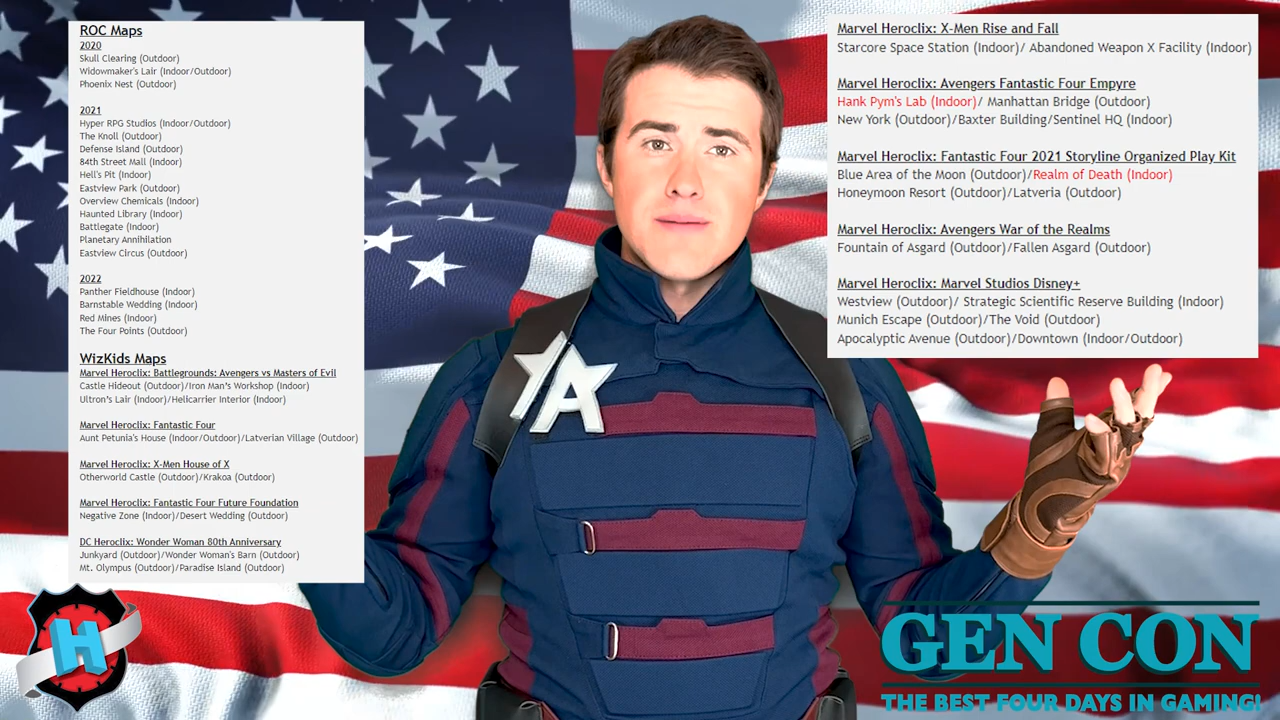 ROC Maps
2020
Skull Clearing (Outdoor)
Widowmaker's Lair (Indoor/Outdoor)
Phoenix Nest (Outdoor)
2021
Hyper RPG Studios (Indoor/Outdoor)
The Knoll (Outdoor)
Defense Island (Outdoor)
84th Street Mall (Indoor)
Hell's Pit (Indoor)
Eastview Park (Outdoor)
Overview Chemicals (Indoor)
Haunted Library (Indoor)
Battlegate (Indoor)
Planetary Annihilation
Eastview Circus (Outdoor)
2022
Panther Fieldhouse (Indoor)
Barnstable Wedding (Indoor)
Red Mines (Indoor)
The Four Points (Outdoor)
WizKids Maps
Marvel Heroclix: Battlegrounds: Avengers vs Masters of Evil
Castle Hideout (Outdoor)/Iron Man's Workshop (Indoor)
Ultron's Lair (Indoor)/Helicarrier Interior (Indoor)
Marvel Heroclix: Fantastic Four
Aunt Petunia's House (Indoor/Outdoor)/Latverian Village (Outdoor)
Marvel Heroclix: X-Men House of X
Otherworld Castle (Outdoor)/Krakoa (Outdoor)
Marvel Heroclix: Fantastic Four Future Foundation
Negative Zone (Indoor)/Desert Wedding (Outdoor)
DC Heroclix: Wonder Woman 80th Anniversary
Junkyard (Outdoor)/Wonder Woman's Barn (Outdoor)
Mt. Olympus (Outdoor)/Paradise Island (Outdoor)
Marvel Heroclix: X-Men Rise and Fall
Starcore Space Station (Indoor)/ Abandoned Weapon X Facility (Indoor)
Marvel Heroclix: Avengers Fantastic Four Empyre
Hank Pym's Lab (Indoor)/ Manhattan Bridge (Outdoor)
New York (Outdoor)/Baxter Building/Sentinel HQ (Indoor)
Marvel Heroclix: Fantastic Four 2021 Storyline Organized Play Kit
Blue Area of the Moon (Outdoor)/Realm of Death (Indoor)
Honeymoon Resort (Outdoor)/Latveria (Outdoor)
Marvel Heroclix: Avengers War of the Realms
Fountain of Asgard (Outdoor)/Fallen Asgard (Outdoor)
Marvel Heroclix: Marvel Studios Disney+
Westview (Outdoor)/ Strategic Scientific Reserve Building (Indoor)
Munich Escape (Outdoor)/The Void (Outdoor)
Apocalyptic Avenue (Outdoor)/Downtown (Indoor/Outdoor)
A
H
GEN CON
THE BEST FOUR DAYS IN GAMING!